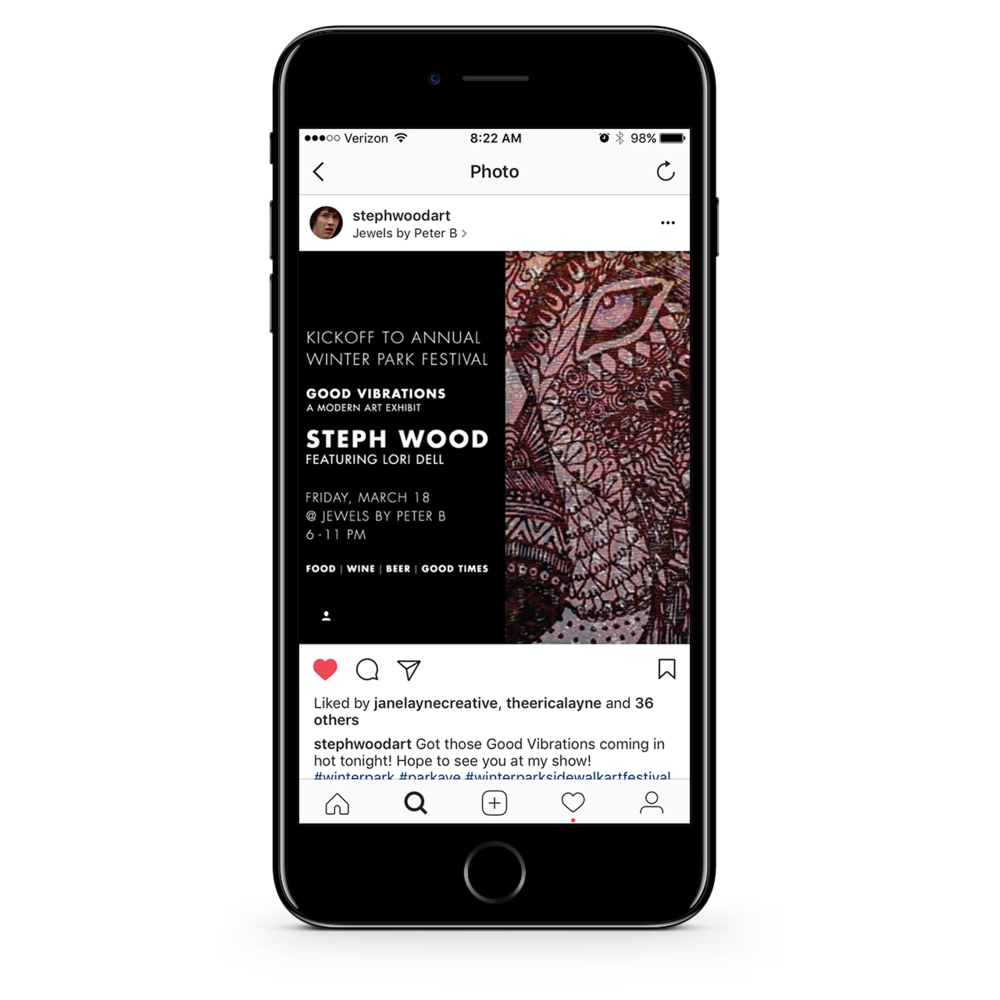 Verizon 8:22 AM 98%
Photo
stephwoodart
Jewels by Peter B >
KICKOFF TO ANNUAL
WINTER PARK FESTIVAL
GOOD VIBRATIONS
A MODERN ART EXHIBIT
STEPH WOOD
FEATURING LORI DELL
FRIDAY, MARCH 18
@ JEWELS BY PETER B
6 - 11 PM
FOOD | WINE | BEER | GOOD TIMES
Liked by janelaynecreative, theericalayne and 36
others
stephwoodart Got those Good Vibrations coming in
hot tonight! Hope to see you at my show!
#winterpark #parkave #winterparksidewalkartfestival